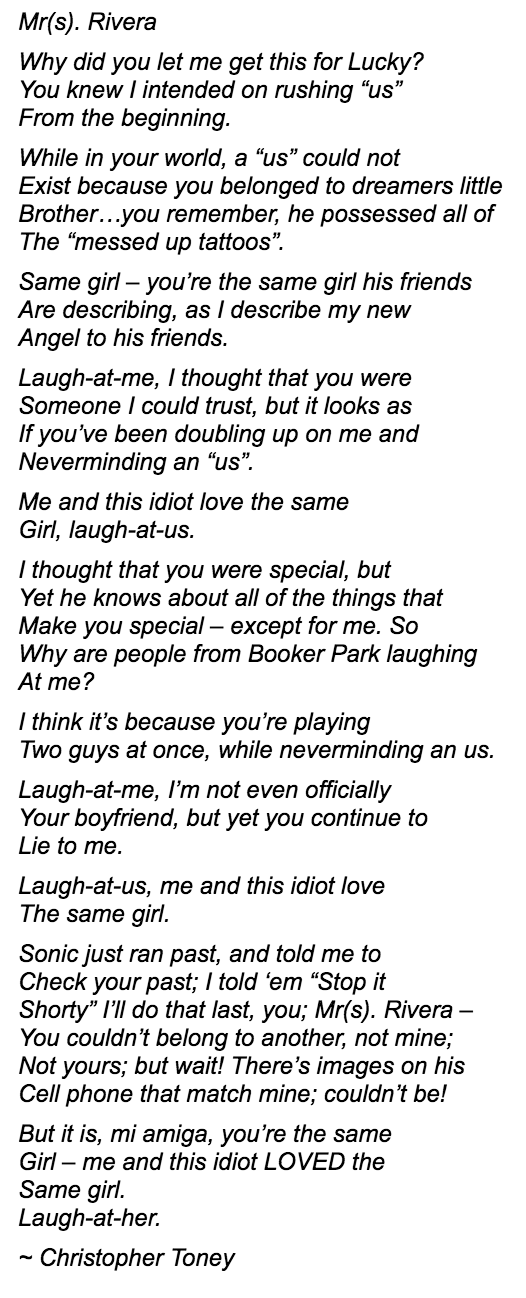 Mr(s). Rivera
Why did you let me get this for Lucky?
You knew I intended on rushing “us”
From the beginning.
While in your world, a “us” could not
Exist because you belonged to dreamers little
Brother…you remember, he possessed all of
The “messed up tattoos”.
Same girl – you’re the same girl his friends
Are describing, as I describe my new
Angel to his friends.
Laugh-at-me, I thought that you were
Someone I could trust, but it looks as
If you’ve been doubling up on me and
Neverminding an “us”.
Me and this idiot love the same
Girl, laugh-at-us.
I thought that you were special, but
Yet he knows about all of the things that
Make you special – except for me. So
Why are people from Booker Park laughing
At me?
I think it’s because you’re playing
Two guys at once, while neverminding an us.
Laugh-at-me, I’m not even officially
Your boyfriend, but yet you continue to
Lie to me.
Laugh-at-us, me and this idiot love
The same girl.
Sonic just ran past, and told me to
Check your past; I told ‘em “Stop it
Shorty” I’ll do that last, you; Mr(s). Rivera –
You couldn’t belong to another, not mine;
Not yours; but wait! There’s images on his
Cell phone that match mine; couldn’t be!
But it is, mi amiga, you’re the same
Girl – me and this idiot LOVED the
Same girl.
Laugh-at-her.
~ Christopher Toney